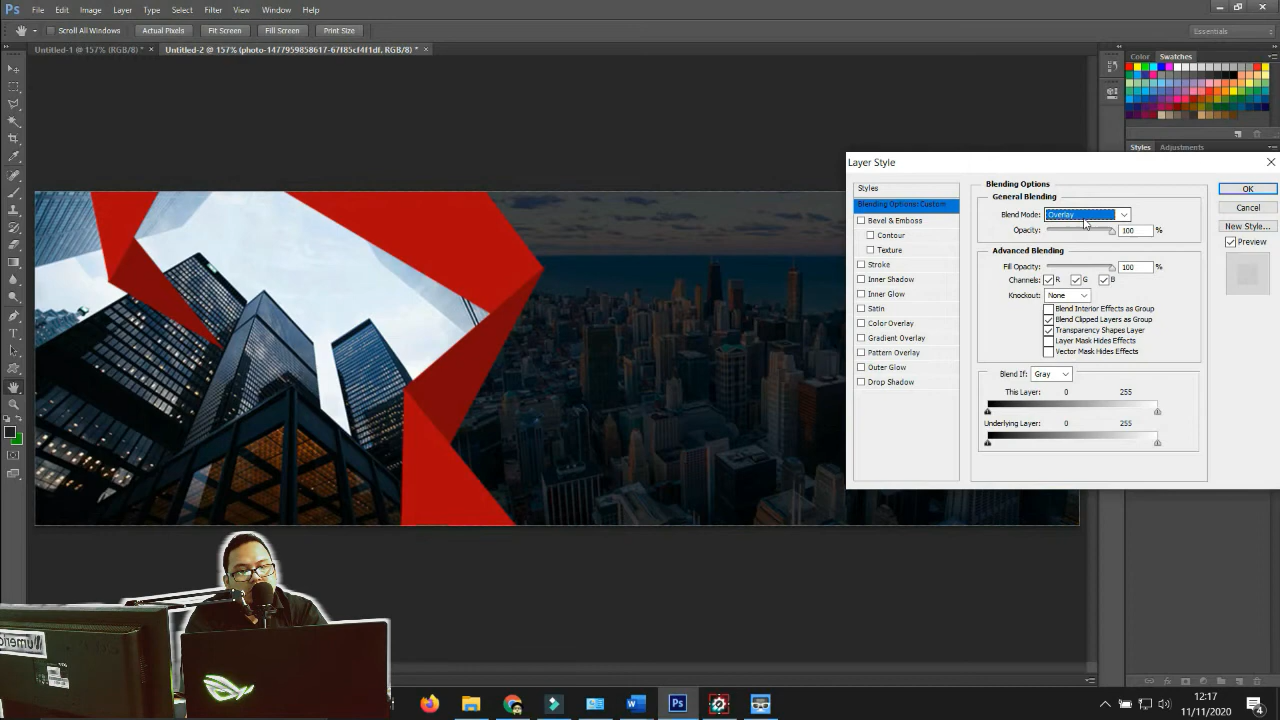 Ps File Edit Image Layer Type Select Filter View Window Help
Scroll All Windows Actual Pixels Fit Screen Fill Screen Print Size
Essentials
Untitled-1 @ 157% (RGB/8) * × Untitled-2 @ 157% (photo-1477959858617-67f85cf4f1df, RGB/8) * ×
Color Swatches
Styles Adjustments
Layer Style
Styles
Blending Options: Custom
Bevel & Emboss
Contour
Texture
Stroke
Inner Shadow
Inner Glow
Satin
Color Overlay
Gradient Overlay
Pattern Overlay
Outer Glow
Drop Shadow
Blending Options
General Blending
Blend Mode: Overlay
Opacity: 100 %
Advanced Blending
Fill Opacity: 100 %
Channels: R G B
Knockout: None
Blend Interior Effects as Group
Blend Clipped Layers as Group
Transparency Shapes Layer
Layer Mask Hides Effects
Vector Mask Hides Effects
Blend If: Gray
This Layer: 0 255
Underlying Layer: 0 255
OK
Cancel
New Style...
Preview
12:17
11/11/2020
4